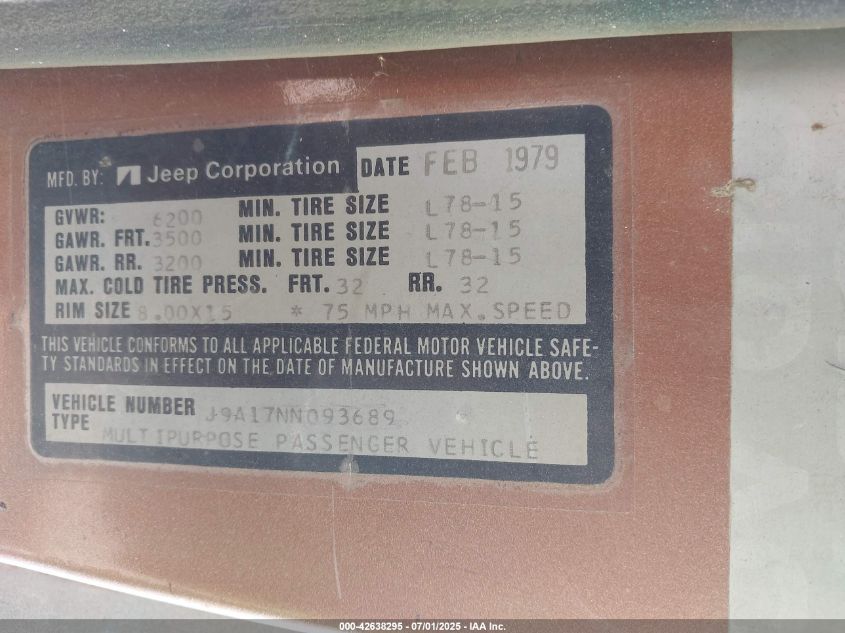 MFD. BY: Jeep Corporation DATE FEB 1979
GVWR: 6200 MIN. TIRE SIZE L78-15
GAWR. FRT. 3500 MIN. TIRE SIZE L78-15
GAWR. RR. 3200 MIN. TIRE SIZE L78-15
MAX. COLD TIRE PRESS. FRT. 32 RR. 32
RIM SIZE 8.00X15 * 75 MPH MAX. SPEED
THIS VEHICLE CONFORMS TO ALL APPLICABLE FEDERAL MOTOR VEHICLE SAFE-
TY STANDARDS IN EFFECT ON THE DATE OF MANUFACTURE SHOWN ABOVE.
VEHICLE NUMBER J9A17NN093689
TYPE MULTIPURPOSE PASSENGER VEHICLE
000-42638295 - 07/01/2025 - IAA Inc.